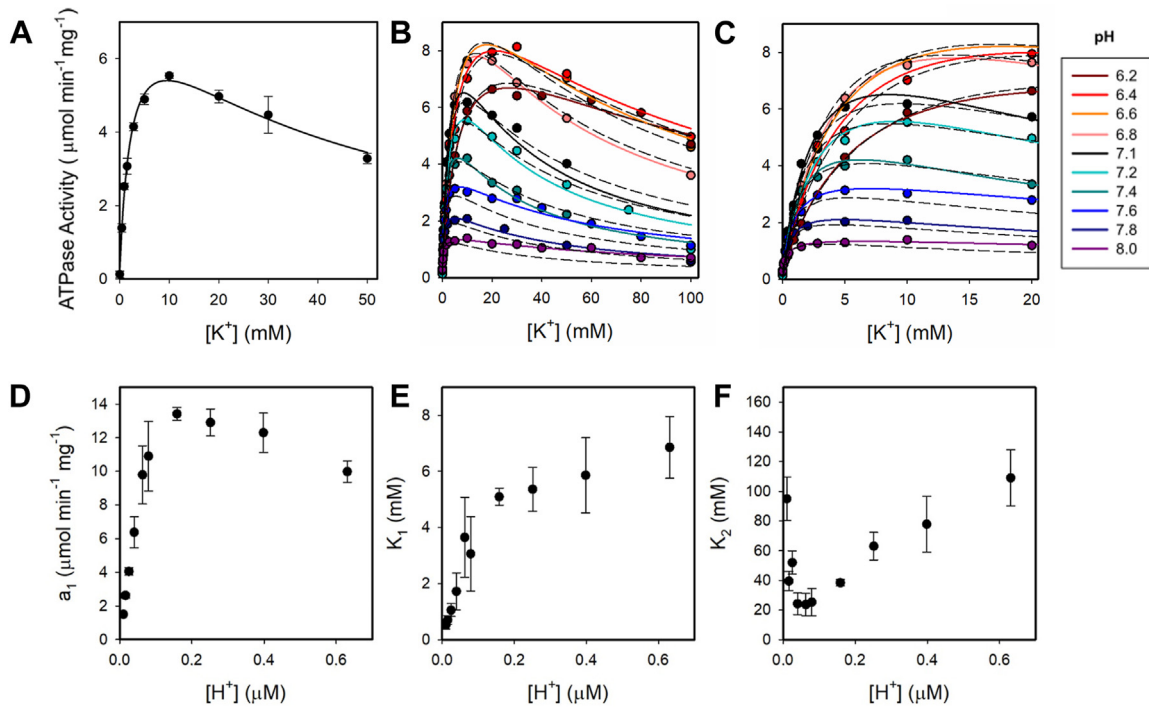 A
ATPase Activity ( µmol min⁻¹ mg⁻¹)
6
4
2
0
0 10 20 30 40 50
[K⁺] (mM)
B
8
6
4
2
0
0 20 40 60 80 100
[K⁺] (mM)
C
8
6
4
2
0
0 5 10 15 20
[K⁺] (mM)
pH
6.2
6.4
6.6
6.8
7.1
7.2
7.4
7.6
7.8
8.0
D
a₁ (µmol min⁻¹ mg⁻¹)
14
12
10
8
6
4
2
0
0.0 0.2 0.4 0.6
[H⁺] (µM)
E
K₁ (mM)
8
6
4
2
0
0.0 0.2 0.4 0.6
[H⁺] (µM)
F
K₂ (mM)
160
140
120
100
80
60
40
20
0
0.0 0.2 0.4 0.6
[H⁺] (µM)